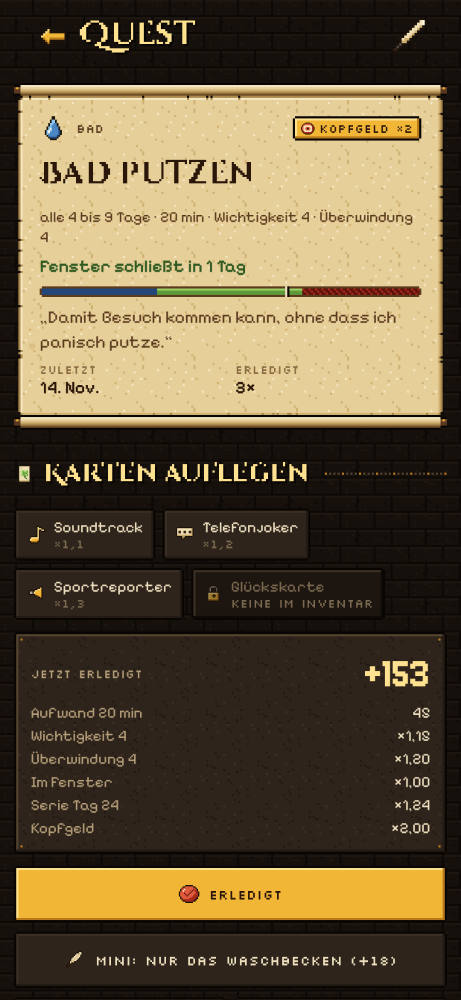 QUEST
BAD
KOPFGELD ×2
BAD PUTZEN
alle 4 bis 9 Tage · 20 min · Wichtigkeit 4 · Überwindung
4
Fenster schließt in 1 Tag
„Damit Besuch kommen kann, ohne dass ich
panisch putze.“
ZULETZT
ERLEDIGT
14. Nov.
3×
KARTEN AUFLEGEN
Soundtrack
×1,1
Telefonjoker
×1,2
Sportreporter
×1,3
Glückskarte
KEINE IM INVENTAR
JETZT ERLEDIGT
+153
Aufwand 20 min 45
Wichtigkeit 4 ×1,15
Überwindung 4 ×1,20
Im Fenster ×1,00
Serie Tag 24 ×1,24
Kopfgeld ×2,00
ERLEDIGT
MINI: NUR DAS WASCHBECKEN (+18)